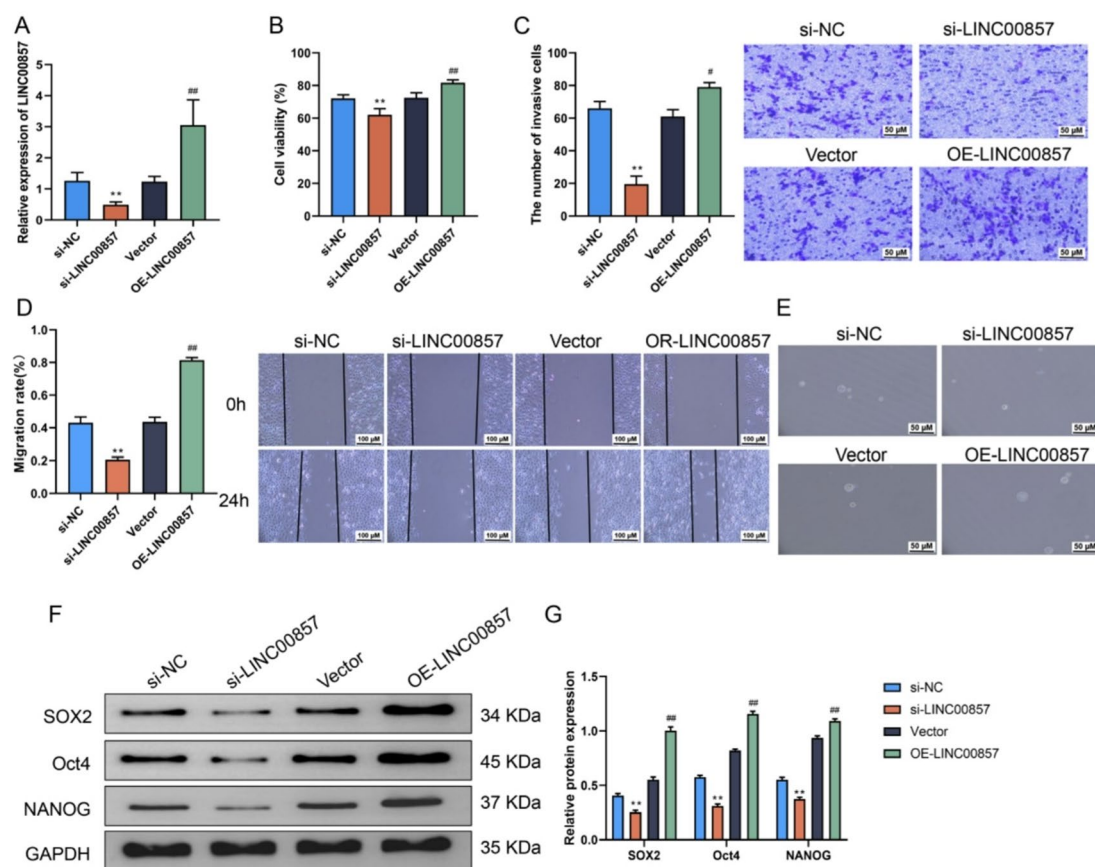 A
Relative expression of LINC00857
5
4
3
2
1
0
**
##
si-NC
si-LINC00857
Vector
OE-LINC00857
B
Cell viability (%)
100
80
60
40
20
0
**
##
si-NC
si-LINC00857
Vector
OE-LINC00857
C
The number of invasive cells
100
80
60
40
20
0
**
#
si-NC
si-LINC00857
Vector
OE-LINC00857
si-NC
si-LINC00857
50 μM
50 μM
Vector
OE-LINC00857
50 μM
50 μM
D
Migration rate(%)
1.0
0.8
0.6
0.4
0.2
0.0
**
##
si-NC
si-LINC00857
Vector
OE-LINC00857
si-NC
si-LINC00857
Vector
OR-LINC00857
0h
100 μM
100 μM
100 μM
100 μM
24h
100 μM
100 μM
100 μM
100 μM
E
si-NC
si-LINC00857
50 μM
50 μM
Vector
OE-LINC00857
50 μM
50 μM
F
si-NC
si-LINC00857
Vector
OE-LINC00857
SOX2
34 KDa
Oct4
45 KDa
NANOG
37 KDa
GAPDH
35 KDa
G
Relative protein expression
1.5
1.0
0.5
0.0
**
##
**
##
**
##
SOX2
Oct4
NANOG
si-NC
si-LINC00857
Vector
OE-LINC00857